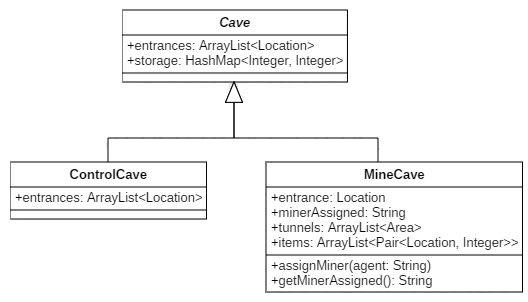 Cave
+entrances: ArrayList<Location>
+storage: HashMap<Integer, Integer>
ControlCave
+entrances: ArrayList<Location>
MineCave
+entrance: Location
+minerAssigned: String
+tunnels: ArrayList<Area>
+items: ArrayList<Pair<Location, Integer>>
+assignMiner(agent: String)
+getMinerAssigned(): String